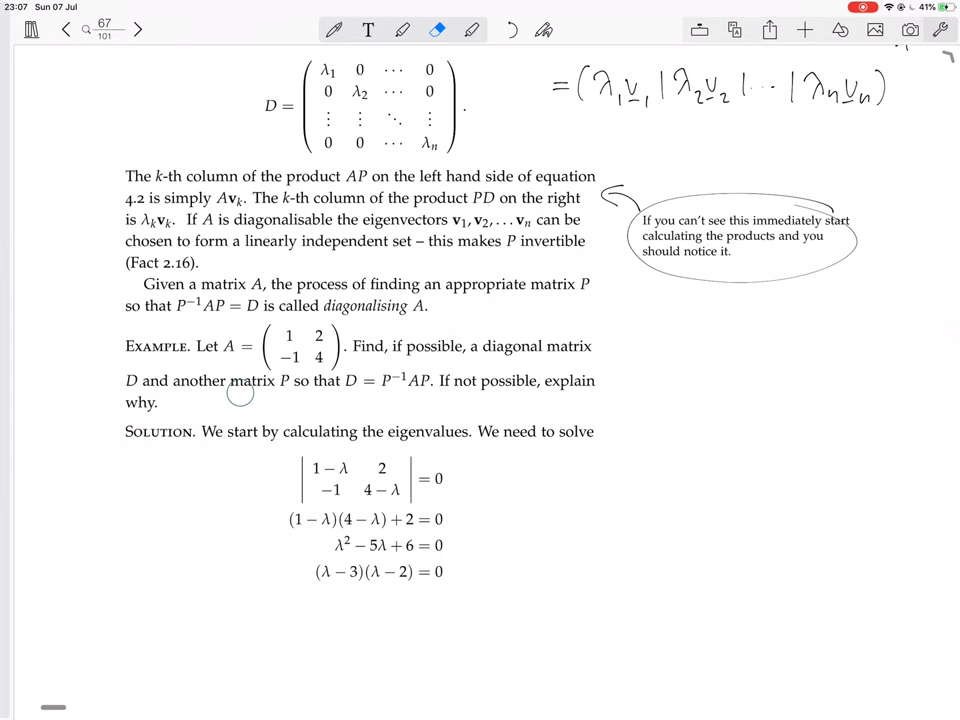 23:07 Sun 07 Jul
41%
67
101
T
D = ( λ1 0 ⋯ 0
0 λ2 ⋯ 0
⋮ ⋮ ⋱ ⋮
0 0 ⋯ λn ) .
= (λ1v1 | λ2v2 | ⋯ | λnvn)
The k-th column of the product AP on the left hand side of equation
4.2 is simply Avk. The k-th column of the product PD on the right
is λkvk. If A is diagonalisable the eigenvectors v1, v2, … vn can be
chosen to form a linearly independent set – this makes P invertible
(Fact 2.16).
If you can't see this immediately start
calculating the products and you
should notice it.
Given a matrix A, the process of finding an appropriate matrix P
so that P⁻¹AP = D is called diagonalising A.
EXAMPLE. Let A = ( 1 2
−1 4 ) . Find, if possible, a diagonal matrix
D and another matrix P so that D = P⁻¹AP. If not possible, explain
why.
SOLUTION. We start by calculating the eigenvalues. We need to solve
| 1 − λ 2
−1 4 − λ | = 0
(1 − λ)(4 − λ) + 2 = 0
λ² − 5λ + 6 = 0
(λ − 3)(λ − 2) = 0